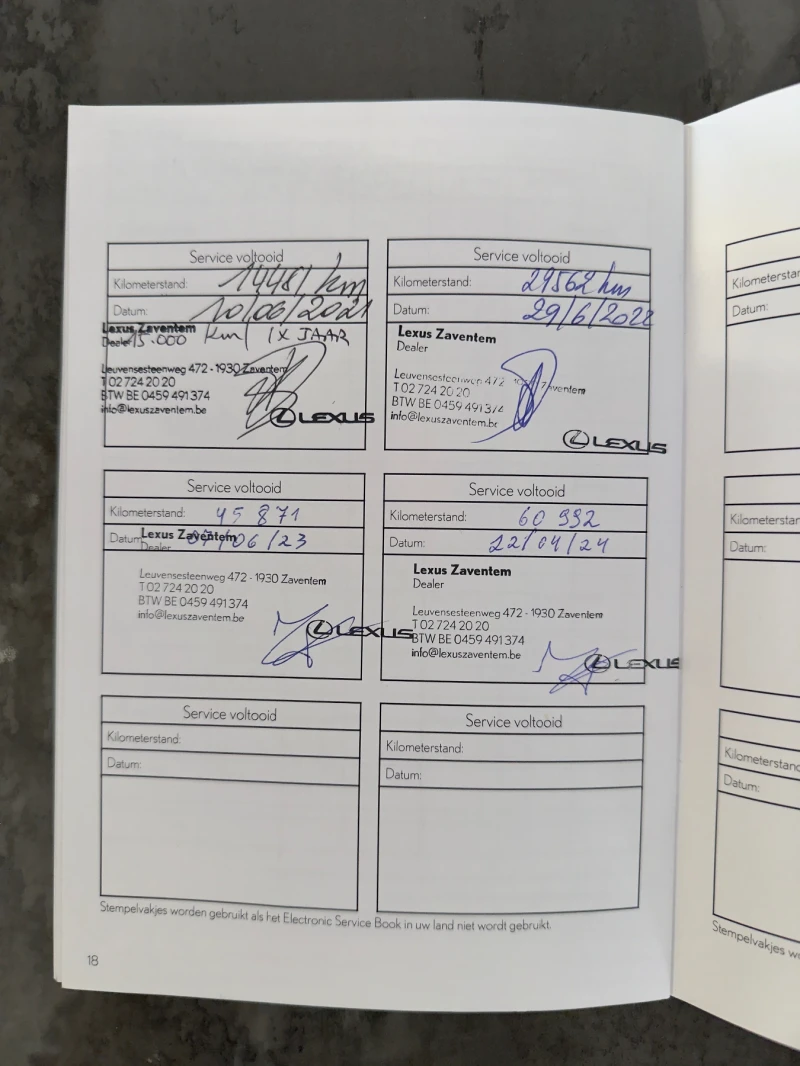 Service voltooid
Kilometerstand: 14481 km
Datum: 10/06/2021
Lexus Zaventem
Dealer 15.000 km / 1x JAAR
Leuvensesteenweg 472 - 1930 Zaventem
T 02 724 20 20
BTW BE 0459 491 374
info@lexuszaventem.be
LEXUS
Service voltooid
Kilometerstand: 29562 km
Datum: 29/6/2022
Lexus Zaventem
Dealer
Leuvensesteenweg 472 Zaventem
T 02 724 20 20
BTW BE 0459 491 374
info@lexuszaventem.be
LEXUS
Service voltooid
Kilometerstand: 45 871
Datum: 07/06/23
Lexus Zaventem
Dealer
Leuvensesteenweg 472 - 1930 Zaventem
T 02 724 20 20
BTW BE 0459 491 374
info@lexuszaventem.be
LEXUS
Service voltooid
Kilometerstand: 60 992
Datum: 22/04/24
Lexus Zaventem
Dealer
Leuvensesteenweg 472 - 1930 Zaventem
T 02 724 20 20
BTW BE 0459 491 374
info@lexuszaventem.be
LEXUS
Service voltooid
Kilometerstand:
Datum:
Service voltooid
Kilometerstand:
Datum:
Stempelvakjes worden gebruikt als het Electronic Service Book in uw land niet wordt gebruikt.
18
Kilometersta
Datum:
Kilometerstand
Datum:
Kilometerstand
Datum:
Stempelvakjes wo